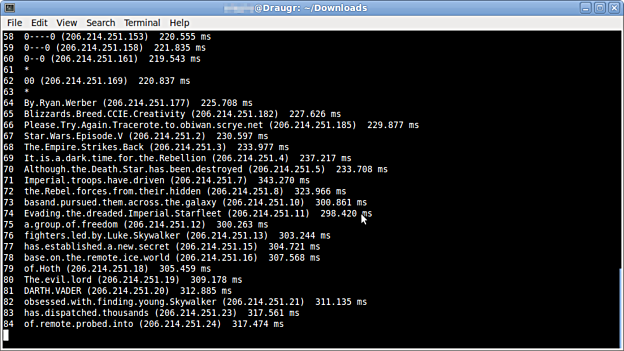 @Draugr: ~/Downloads
File Edit View Search Terminal Help
58 0----0 (206.214.251.153) 220.555 ms
59 0---0 (206.214.251.158) 221.835 ms
60 0--0 (206.214.251.161) 219.543 ms
61 *
62 00 (206.214.251.169) 220.837 ms
63 *
64 By.Ryan.Werber (206.214.251.177) 225.708 ms
65 Blizzards.Breed.CCIE.Creativity (206.214.251.182) 227.626 ms
66 Please.Try.Again.Tracerote.to.obiwan.scrye.net (206.214.251.185) 229.877 ms
67 Star.Wars.Episode.V (206.214.251.2) 230.597 ms
68 The.Empire.Strikes.Back (206.214.251.3) 233.977 ms
69 It.is.a.dark.time.for.the.Rebellion (206.214.251.4) 237.217 ms
70 Although.the.Death.Star.has.been.destroyed (206.214.251.5) 233.708 ms
71 Imperial.troops.have.driven (206.214.251.7) 343.270 ms
72 the.Rebel.forces.from.their.hidden (206.214.251.8) 323.966 ms
73 basand.pursued.them.across.the.galaxy (206.214.251.10) 300.861 ms
74 Evading.the.dreaded.Imperial.Starfleet (206.214.251.11) 298.420 ms
75 a.group.of.freedom (206.214.251.12) 300.263 ms
76 fighters.led.by.Luke.Skywalker (206.214.251.13) 303.244 ms
77 has.established.a.new.secret (206.214.251.15) 304.721 ms
78 base.on.the.remote.ice.world (206.214.251.16) 307.568 ms
79 of.Hoth (206.214.251.18) 305.459 ms
80 The.evil.lord (206.214.251.19) 309.178 ms
81 DARTH.VADER (206.214.251.20) 312.885 ms
82 obsessed.with.finding.young.Skywalker (206.214.251.21) 311.135 ms
83 has.dispatched.thousands (206.214.251.23) 317.561 ms
84 of.remote.probed.into (206.214.251.24) 317.474 ms